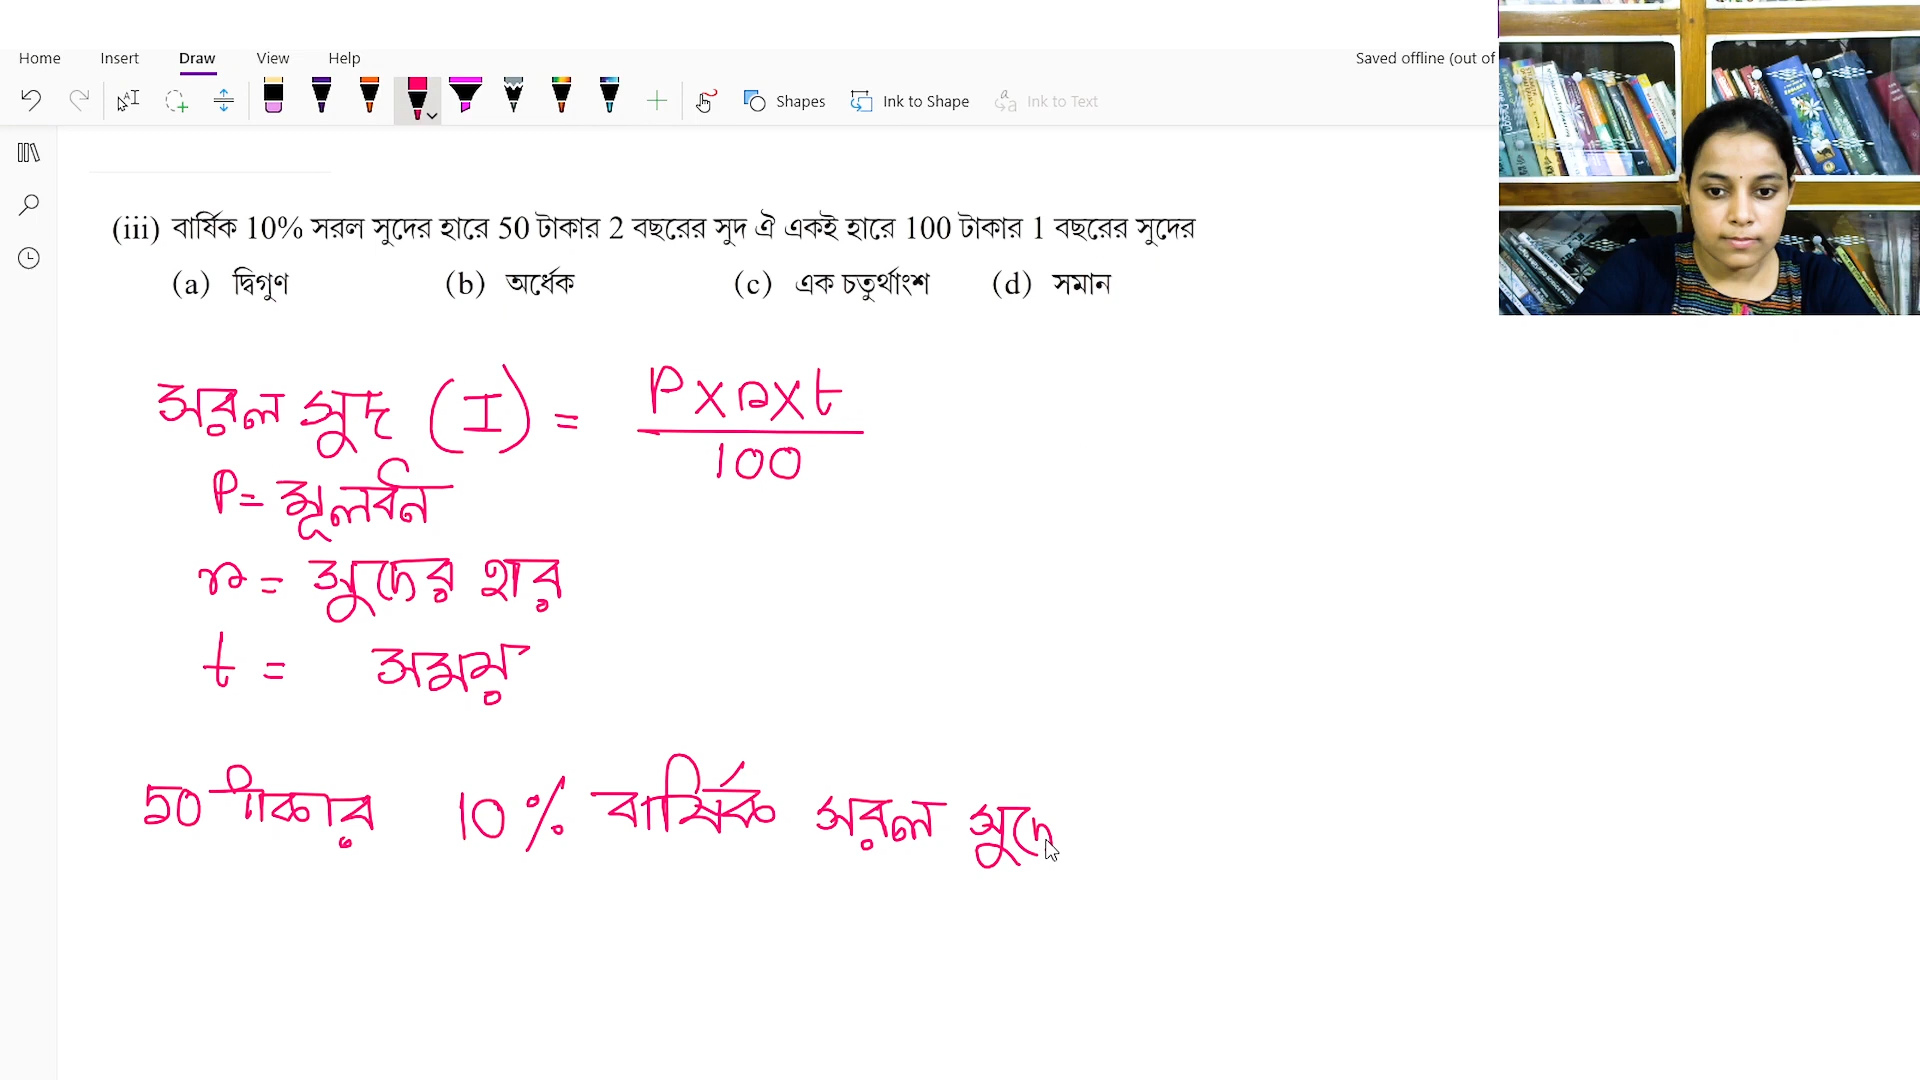 Home Insert Draw View Help Saved offline (out of
Shapes Ink to Shape Ink to Text
(iii) বার্ষিক 10% সরল সুদের হারে 50 টাকার 2 বছরের সুদ ঐ একই হারে 100 টাকার 1 বছরের সুদের
(a) দ্বিগুণ (b) অর্ধেক (c) এক চতুর্থাংশ (d) সমান
সরল সুদ (I) = P×r×t
100
P= মূলধন
r = সুদের হার
t = সময়
50 টাকার 10% বার্ষিক সরল সুদে